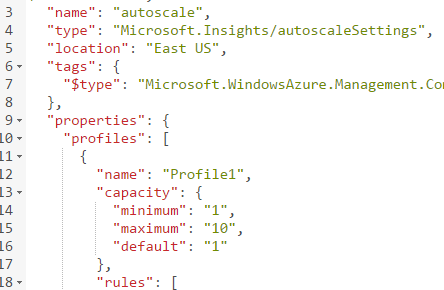 3 "name": "autoscale",
4 "type": "Microsoft.Insights/autoscaleSettings",
5 "location": "East US",
6 "tags": {
7 "$type": "Microsoft.WindowsAzure.Management.Co
8 },
9 "properties": {
10 "profiles": [
11 {
12 "name": "Profile1",
13 "capacity": {
14 "minimum": "1",
15 "maximum": "10",
16 "default": "1"
17 },
18 "rules": [